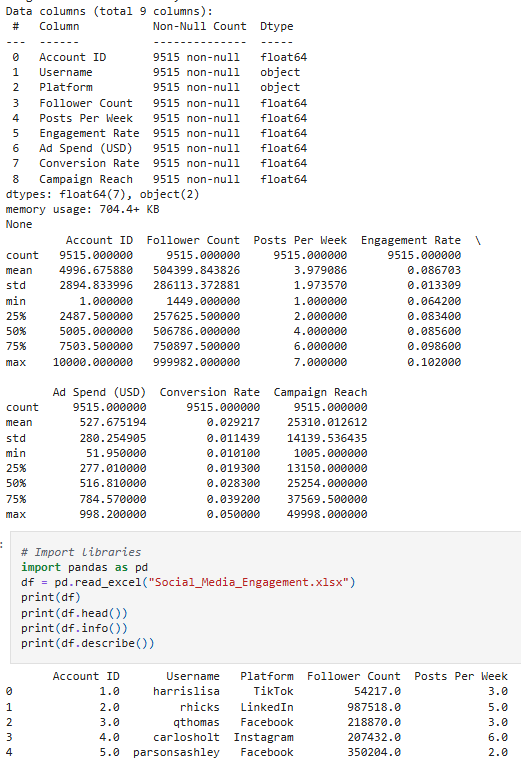 Data columns (total 9 columns):
 #   Column           Non-Null Count  Dtype
---  ------           --------------  -----
 0   Account ID       9515 non-null   float64
 1   Username         9515 non-null   object
 2   Platform         9515 non-null   object
 3   Follower Count   9515 non-null   float64
 4   Posts Per Week   9515 non-null   float64
 5   Engagement Rate  9515 non-null   float64
 6   Ad Spend (USD)   9515 non-null   float64
 7   Conversion Rate  9515 non-null   float64
 8   Campaign Reach   9515 non-null   float64
dtypes: float64(7), object(2)
memory usage: 704.4+ KB
None
         Account ID  Follower Count  Posts Per Week  Engagement Rate  \
count   9515.000000     9515.000000     9515.000000      9515.000000
mean    4996.675880   504399.843826        3.979086         0.086703
std     2894.833996   286113.372881        1.973570         0.013309
min        1.000000     1449.000000        1.000000         0.064200
25%     2487.500000   257625.500000        2.000000         0.083400
50%     5005.000000   506786.000000        4.000000         0.085600
75%     7503.500000   750897.500000        6.000000         0.098600
max    10000.000000   999982.000000        7.000000         0.102000
       Ad Spend (USD)  Conversion Rate  Campaign Reach
count     9515.000000      9515.000000     9515.000000
mean       527.675194         0.029217    25310.012612
std        280.254905         0.011439    14139.536435
min         51.950000         0.010100     1005.000000
25%        277.010000         0.019300    13150.000000
50%        516.810000         0.028300    25254.000000
75%        784.570000         0.039200    37569.500000
max        998.200000         0.050000    49998.000000
# Import libraries
import pandas as pd
df = pd.read_excel("Social_Media_Engagement.xlsx")
print(df)
print(df.head())
print(df.info())
print(df.describe())
      Account ID       Username   Platform  Follower Count  Posts Per Week
0            1.0     harrislisa     TikTok         54217.0             3.0
1            2.0         rhicks   LinkedIn        987518.0             5.0
2            3.0        qthomas   Facebook        218870.0             3.0
3            4.0     carlosholt  Instagram        207432.0             6.0
4            5.0  parsonsashley   Facebook        350204.0             2.0